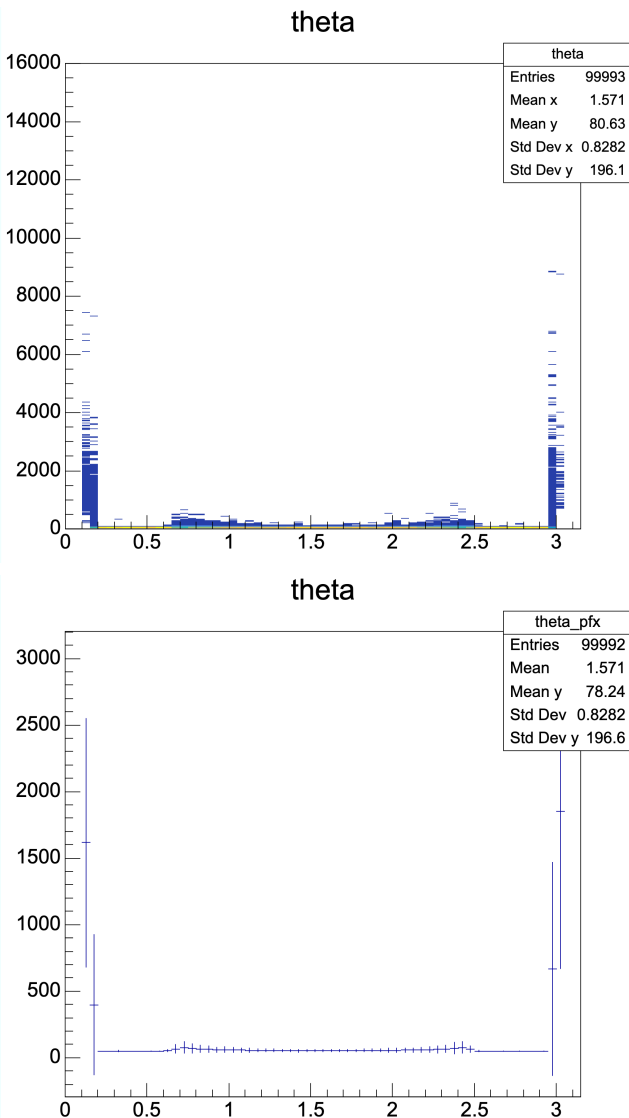 theta
16000
14000
12000
10000
8000
6000
4000
2000
0
0 0.5 1 1.5 2 2.5 3
theta
Entries 99993
Mean x 1.571
Mean y 80.63
Std Dev x 0.8282
Std Dev y 196.1
theta
3000
2500
2000
1500
1000
500
0
0 0.5 1 1.5 2 2.5 3
theta_pfx
Entries 99992
Mean 1.571
Mean y 78.24
Std Dev 0.8282
Std Dev y 196.6